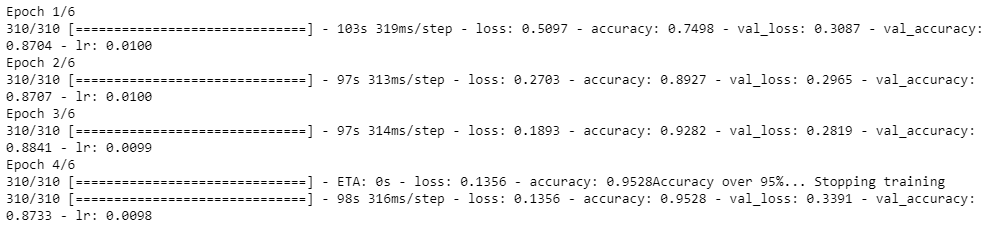 Epoch 1/6
310/310 [==============================] - 103s 319ms/step - loss: 0.5097 - accuracy: 0.7498 - val_loss: 0.3087 - val_accuracy:
0.8704 - lr: 0.0100
Epoch 2/6
310/310 [==============================] - 97s 313ms/step - loss: 0.2703 - accuracy: 0.8927 - val_loss: 0.2965 - val_accuracy:
0.8707 - lr: 0.0100
Epoch 3/6
310/310 [==============================] - 97s 314ms/step - loss: 0.1893 - accuracy: 0.9282 - val_loss: 0.2819 - val_accuracy:
0.8841 - lr: 0.0099
Epoch 4/6
310/310 [==============================] - ETA: 0s - loss: 0.1356 - accuracy: 0.9528Accuracy over 95%... Stopping training
310/310 [==============================] - 98s 316ms/step - loss: 0.1356 - accuracy: 0.9528 - val_loss: 0.3391 - val_accuracy:
0.8733 - lr: 0.0098